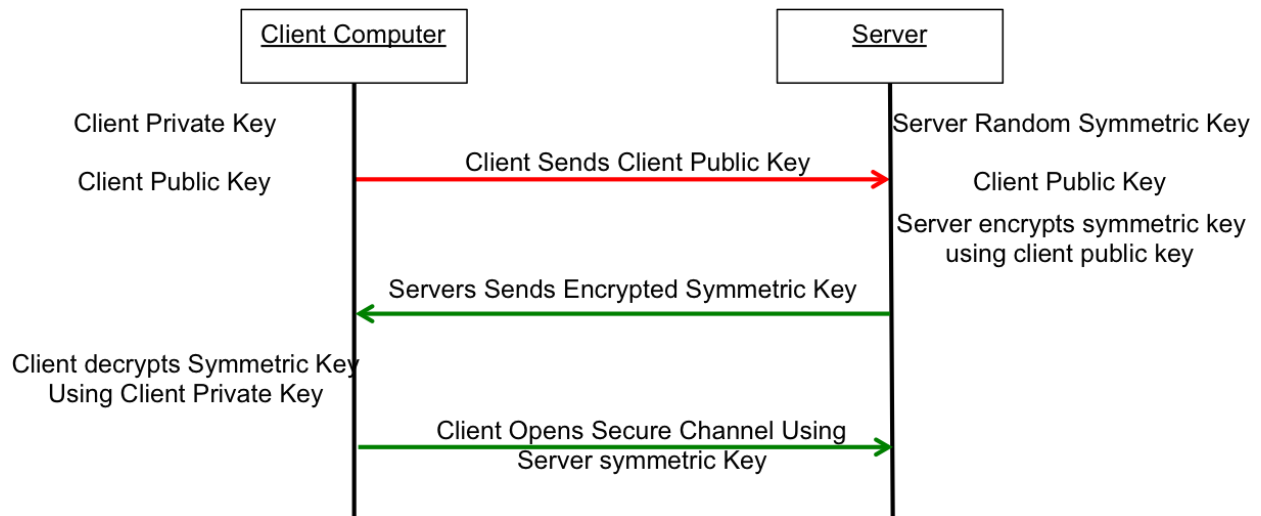 Client Computer
Server
Client Private Key
Server Random Symmetric Key
Client Sends Client Public Key
Client Public Key
Client Public Key
Server encrypts symmetric key
using client public key
Servers Sends Encrypted Symmetric Key
Client decrypts Symmetric Key
Using Client Private Key
Client Opens Secure Channel Using
Server symmetric Key